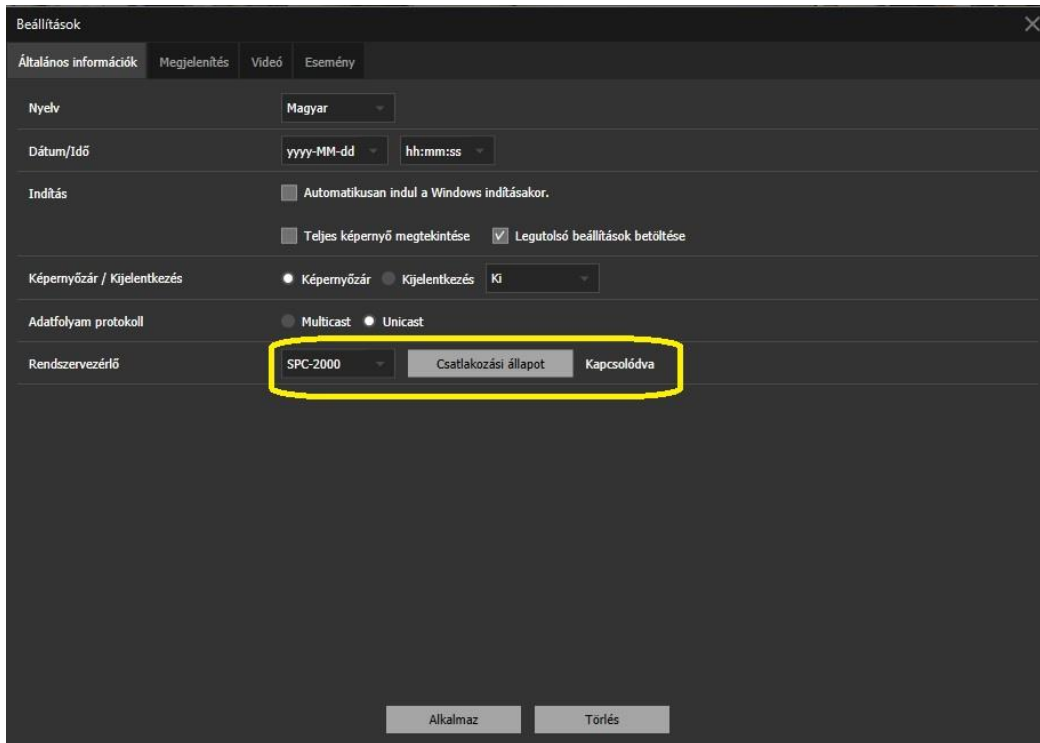 Beállítások
Általános információk Megjelenítés Videó Esemény
Nyelv Magyar
Dátum/Idő yyyy-MM-dd hh:mm:ss
Indítás Automatikusan indul a Windows indításakor.
Teljes képernyő megtekintése Legutolsó beállítások betöltése
Képernyőzár / Kijelentkezés Képernyőzár Kijelentkezés Ki
Adatfolyam protokoll Multicast Unicast
Rendszervezérlő SPC-2000 Csatlakozási állapot Kapcsolódva
Alkalmaz Törlés